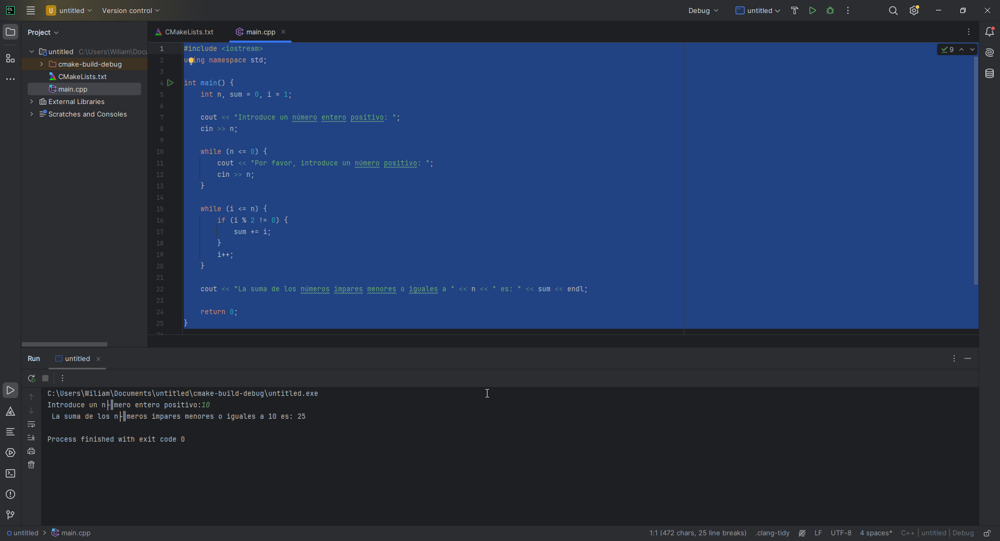 CL
U untitled Version control Debug untitled
Project
CMakeLists.txt main.cpp
untitled C:\Users\Wiliam\Docu
cmake-build-debug
CMakeLists.txt
main.cpp
External Libraries
Scratches and Consoles
9
1 #include <iostream>
2 using namespace std;
3
4 int main() {
5 int n, sum = 0, i = 1;
6
7 cout << "Introduce un número entero positivo: ";
8 cin >> n;
9
10 while (n <= 0) {
11 cout << "Por favor, introduce un número positivo: ";
12 cin >> n;
13 }
14
15 while (i <= n) {
16 if (i % 2 != 0) {
17 sum += i;
18 }
19 i++;
20 }
21
22 cout << "La suma de los números impares menores o iguales a " << n << " es: " << sum << endl;
23
24 return 0;
25 }
Run untitled
C:\Users\Wiliam\Documents\untitled\cmake-build-debug\untitled.exe
Introduce un n├║mero entero positivo:10
La suma de los n├║meros impares menores o iguales a 10 es: 25
Process finished with exit code 0
untitled > main.cpp 1:1 (472 chars, 25 line breaks) .clang-tidy LF UTF-8 4 spaces* C++ | untitled | Debug